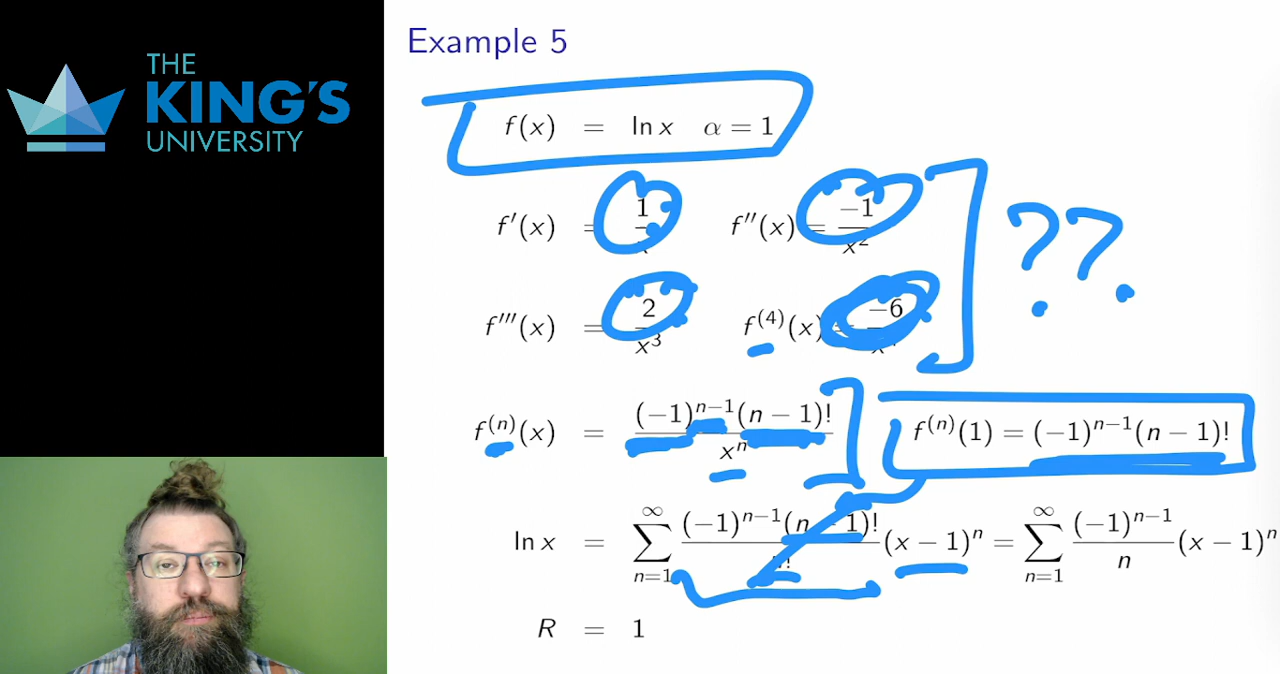 THE
KING'S
UNIVERSITY
Example 5
f(x) = ln x α = 1
f′(x) = 1/x f′′(x) = −1/x²
f′′′(x) = 2/x³ f⁽⁴⁾(x) = −6/x⁴
??
f⁽ⁿ⁾(x) = (−1)ⁿ⁻¹(n − 1)!/xⁿ f⁽ⁿ⁾(1) = (−1)ⁿ⁻¹(n − 1)!
ln x = ∑_{n=1}^{∞} (−1)ⁿ⁻¹(n − 1)!/n! (x − 1)ⁿ = ∑_{n=1}^{∞} (−1)ⁿ⁻¹/n (x − 1)ⁿ
R = 1